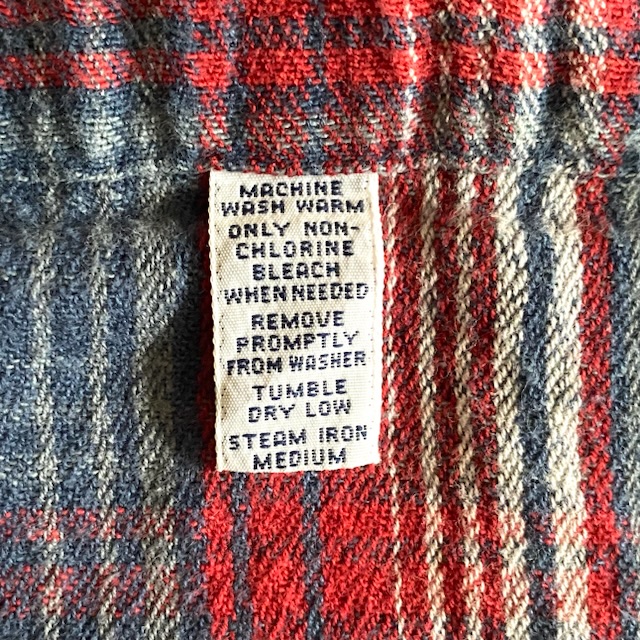 MACHINE
WASH WARM
ONLY NON-
CHLORINE
BLEACH
WHEN NEEDED
REMOVE
PROMPTLY
FROM WASHER
TUMBLE
DRY LOW
STEAM IRON
MEDIUM